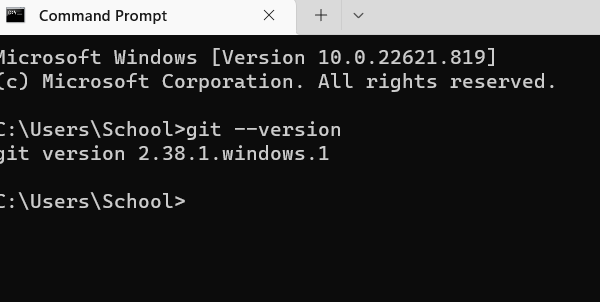 Command Prompt
Microsoft Windows [Version 10.0.22621.819]
(c) Microsoft Corporation. All rights reserved.
C:\Users\School>git --version
git version 2.38.1.windows.1
C:\Users\School>